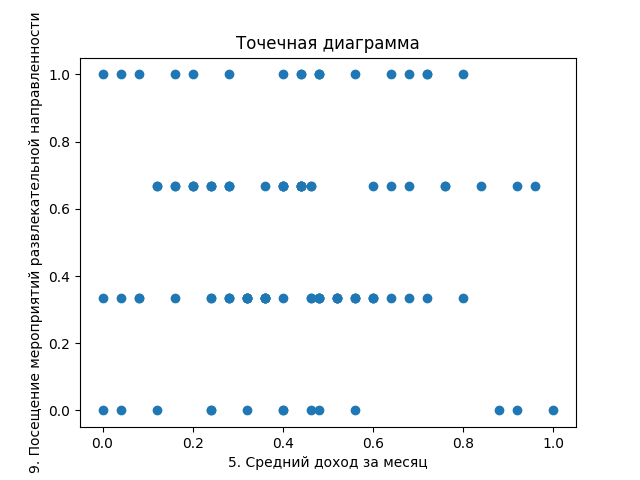 Точечная диаграмма
9. Посещение мероприятий развлекательной направленности
1.0
0.8
0.6
0.4
0.2
0.0
0.0 0.2 0.4 0.6 0.8 1.0
5. Средний доход за месяц